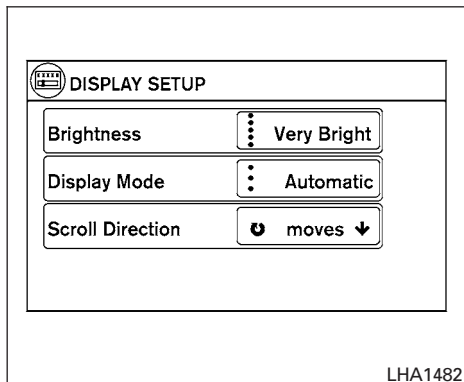 DISPLAY SETUP
Brightness Very Bright
Display Mode Automatic
Scroll Direction moves
LHA1482